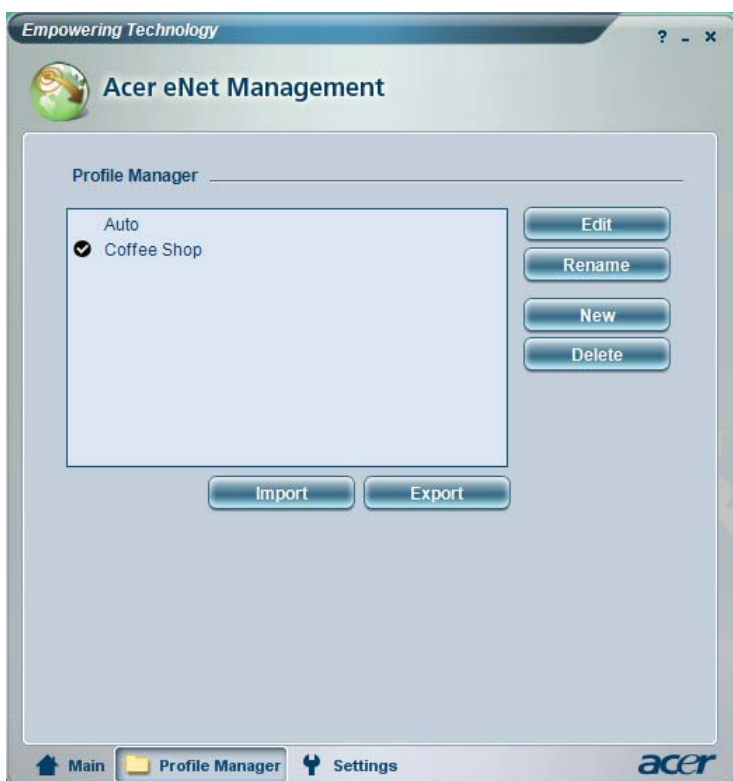 Empowering Technology
? - x
Acer eNet Management
Profile Manager
Auto
Coffee Shop
Edit
Rename
New
Delete
Import Export
Main Profile Manager Settings acer